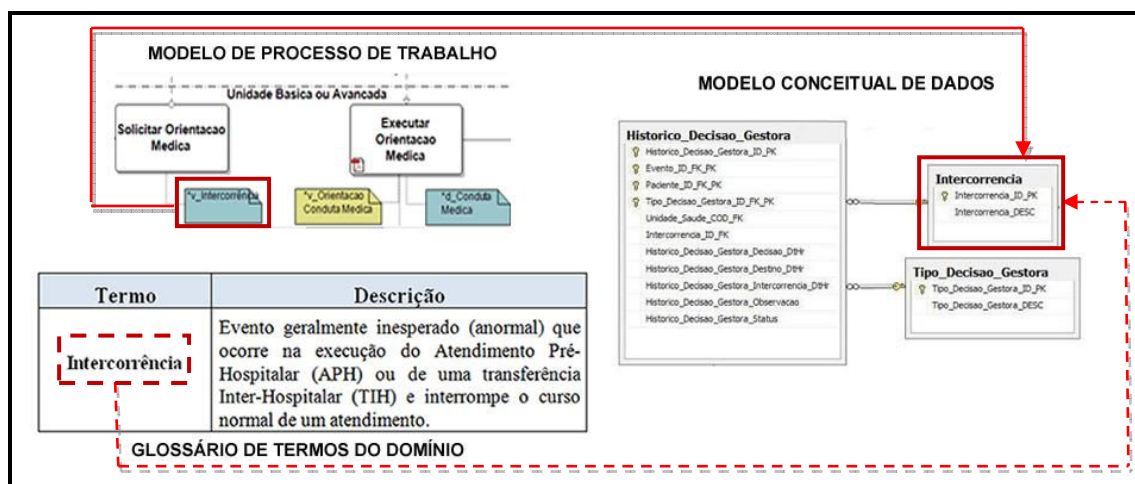 MODELO DE PROCESSO DE TRABALHO
Unidade Basica ou Avancada
Solicitar Orientacao
Medica
Executar
Orientacao
Medica
*v_Intercorrência
*v_Orientacao
Conduta Medica
*d_Conduta
Medica
MODELO CONCEITUAL DE DADOS
Historico_Decisao_Gestora
Historico_Decisao_Gestora_ID_PK
Evento_ID_FK_PK
Paciente_ID_FK_PK
Tipo_Decisao_Gestora_ID_FK_PK
Unidade_Saude_COD_FK
Intercorrencia_ID_FK
Historico_Decisao_Gestora_Decisao_DtHr
Historico_Decisao_Gestora_Destino_DtHr
Historico_Decisao_Gestora_Intercorrencia_DtHr
Historico_Decisao_Gestora_Observacao
Historico_Decisao_Gestora_Status
Intercorrencia
Intercorrencia_ID_PK
Intercorrencia_DESC
Tipo_Decisao_Gestora
Tipo_Decisao_Gestora_ID_PK
Tipo_Decisao_Gestora_DESC
Termo
Descrição
Intercorrência
Evento geralmente inesperado (anormal) que
ocorre na execução do Atendimento Pré-
Hospitalar (APH) ou de uma transferência
Inter-Hospitalar (TIH) e interrompe o curso
normal de um atendimento.
GLOSSÁRIO DE TERMOS DO DOMÍNIO